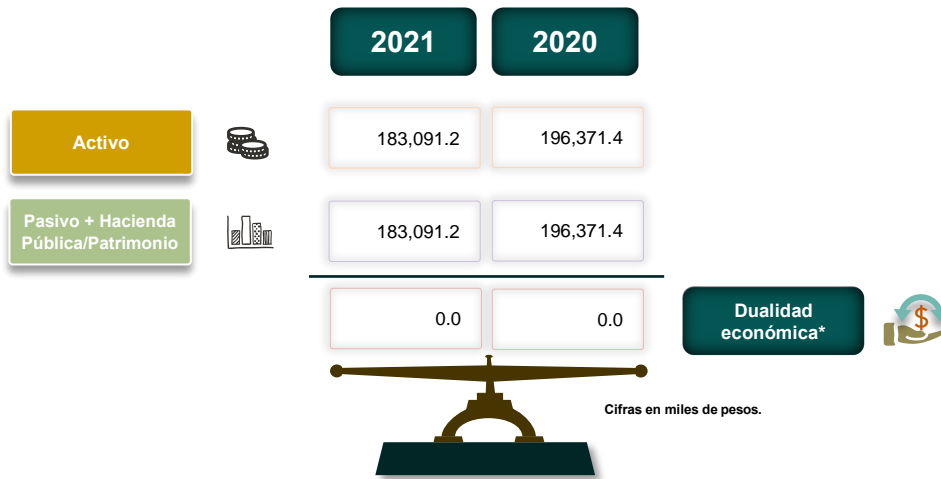 2021 2020
Activo 183,091.2 196,371.4
Pasivo + Hacienda
Pública/Patrimonio 183,091.2 196,371.4
0.0 0.0 Dualidad
económica*
$
Cifras en miles de pesos.